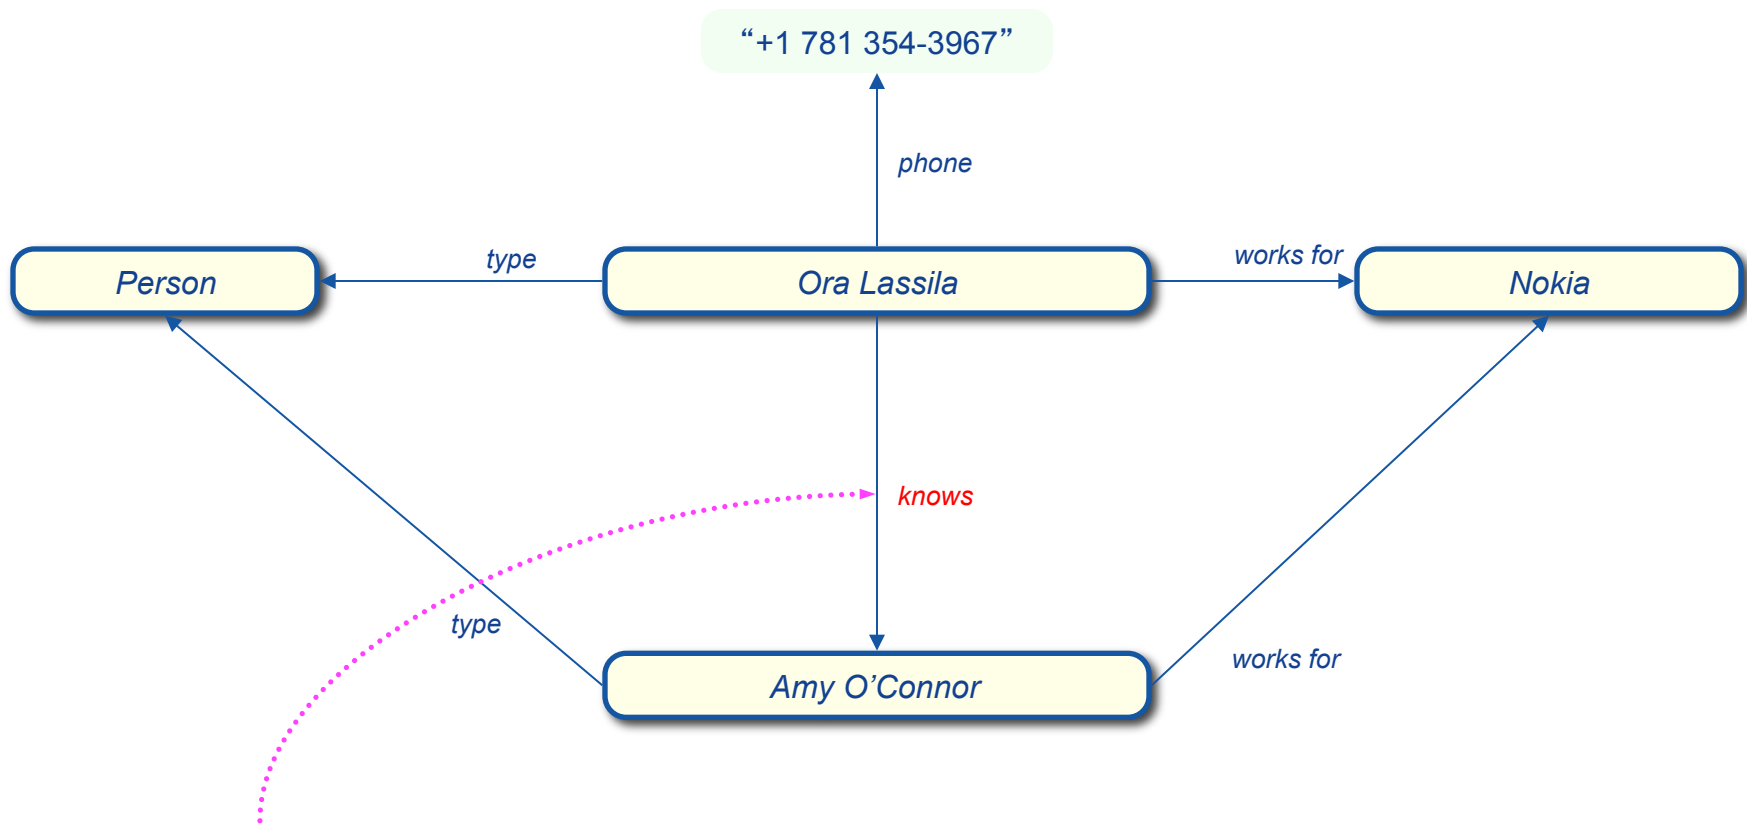 “+1 781 354-3967”
phone
type
works for
Person
Ora Lassila
Nokia
knows
type
works for
Amy O’Connor